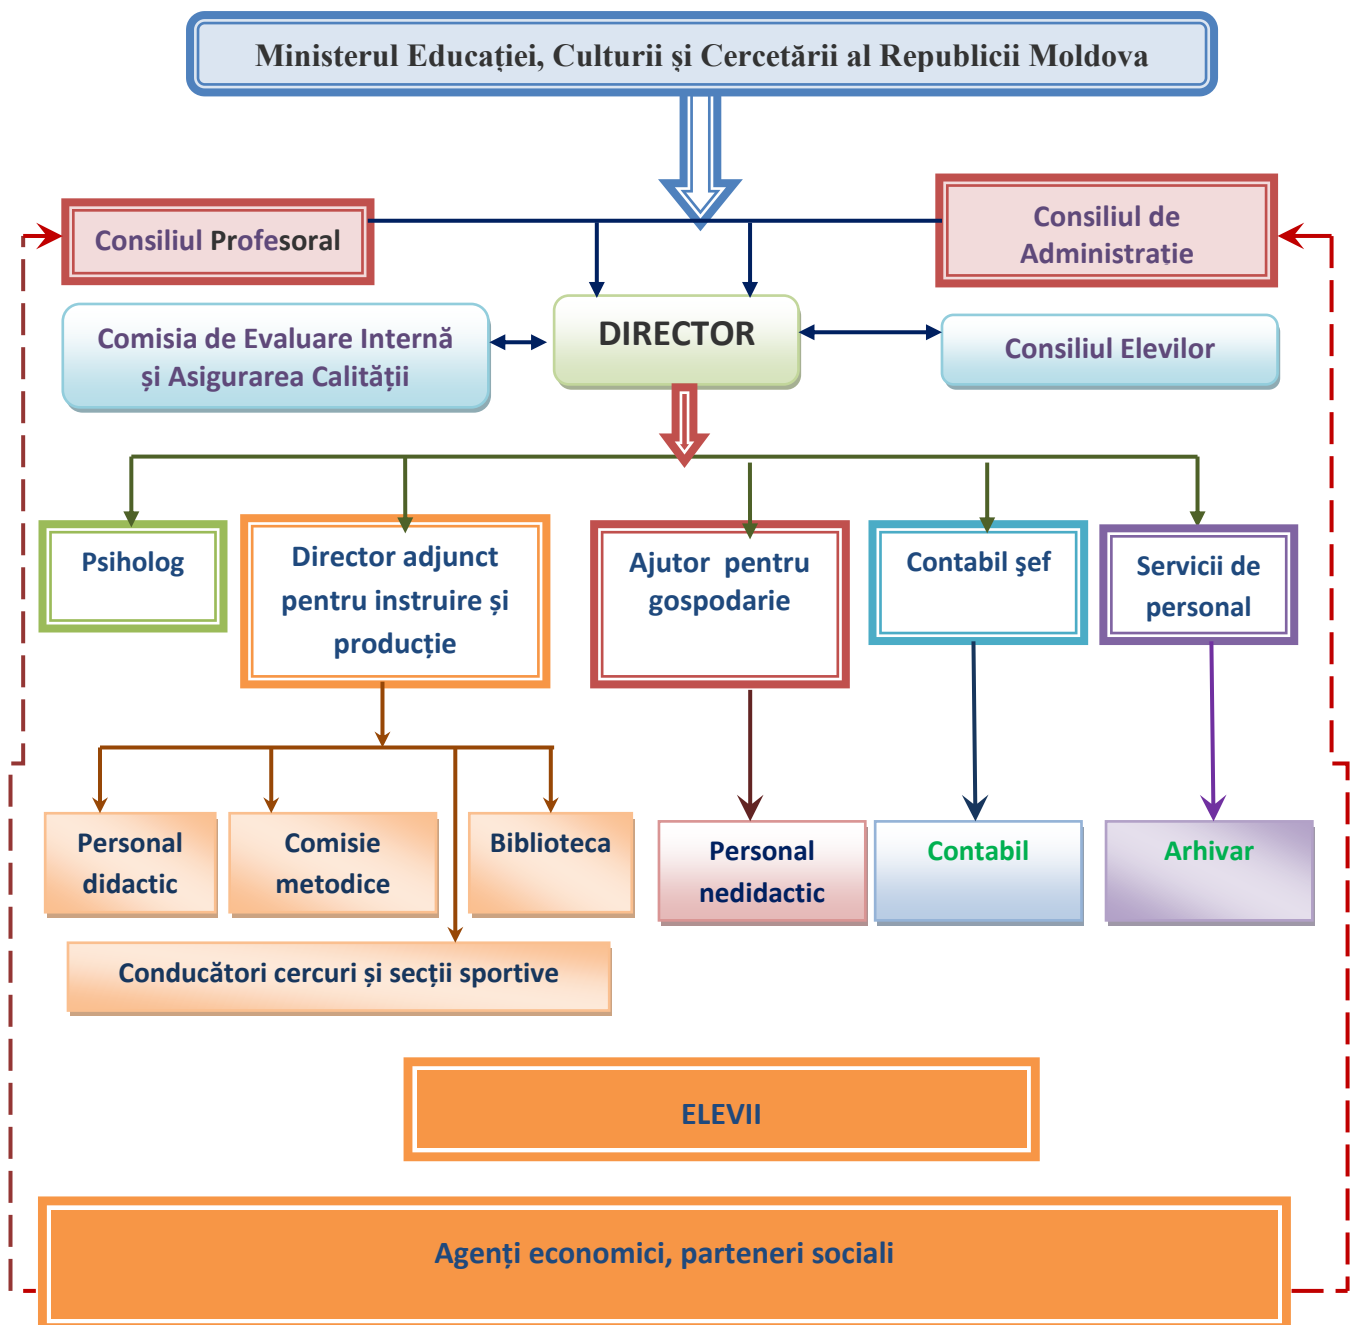 Ministerul Educației, Culturii și Cercetării al Republicii Moldova
Consiliul Profesoral
Consiliul de
Administrație
Comisia de Evaluare Internă
și Asigurarea Calității
DIRECTOR
Consiliul Elevilor
Psiholog
Director adjunct
pentru instruire și
producție
Ajutor pentru
gospodarie
Contabil şef
Servicii de
personal
Personal
didactic
Comisie
metodice
Biblioteca
Personal
nedidactic
Contabil
Arhivar
Conducători cercuri și secții sportive
ELEVII
Agenți economici, parteneri sociali